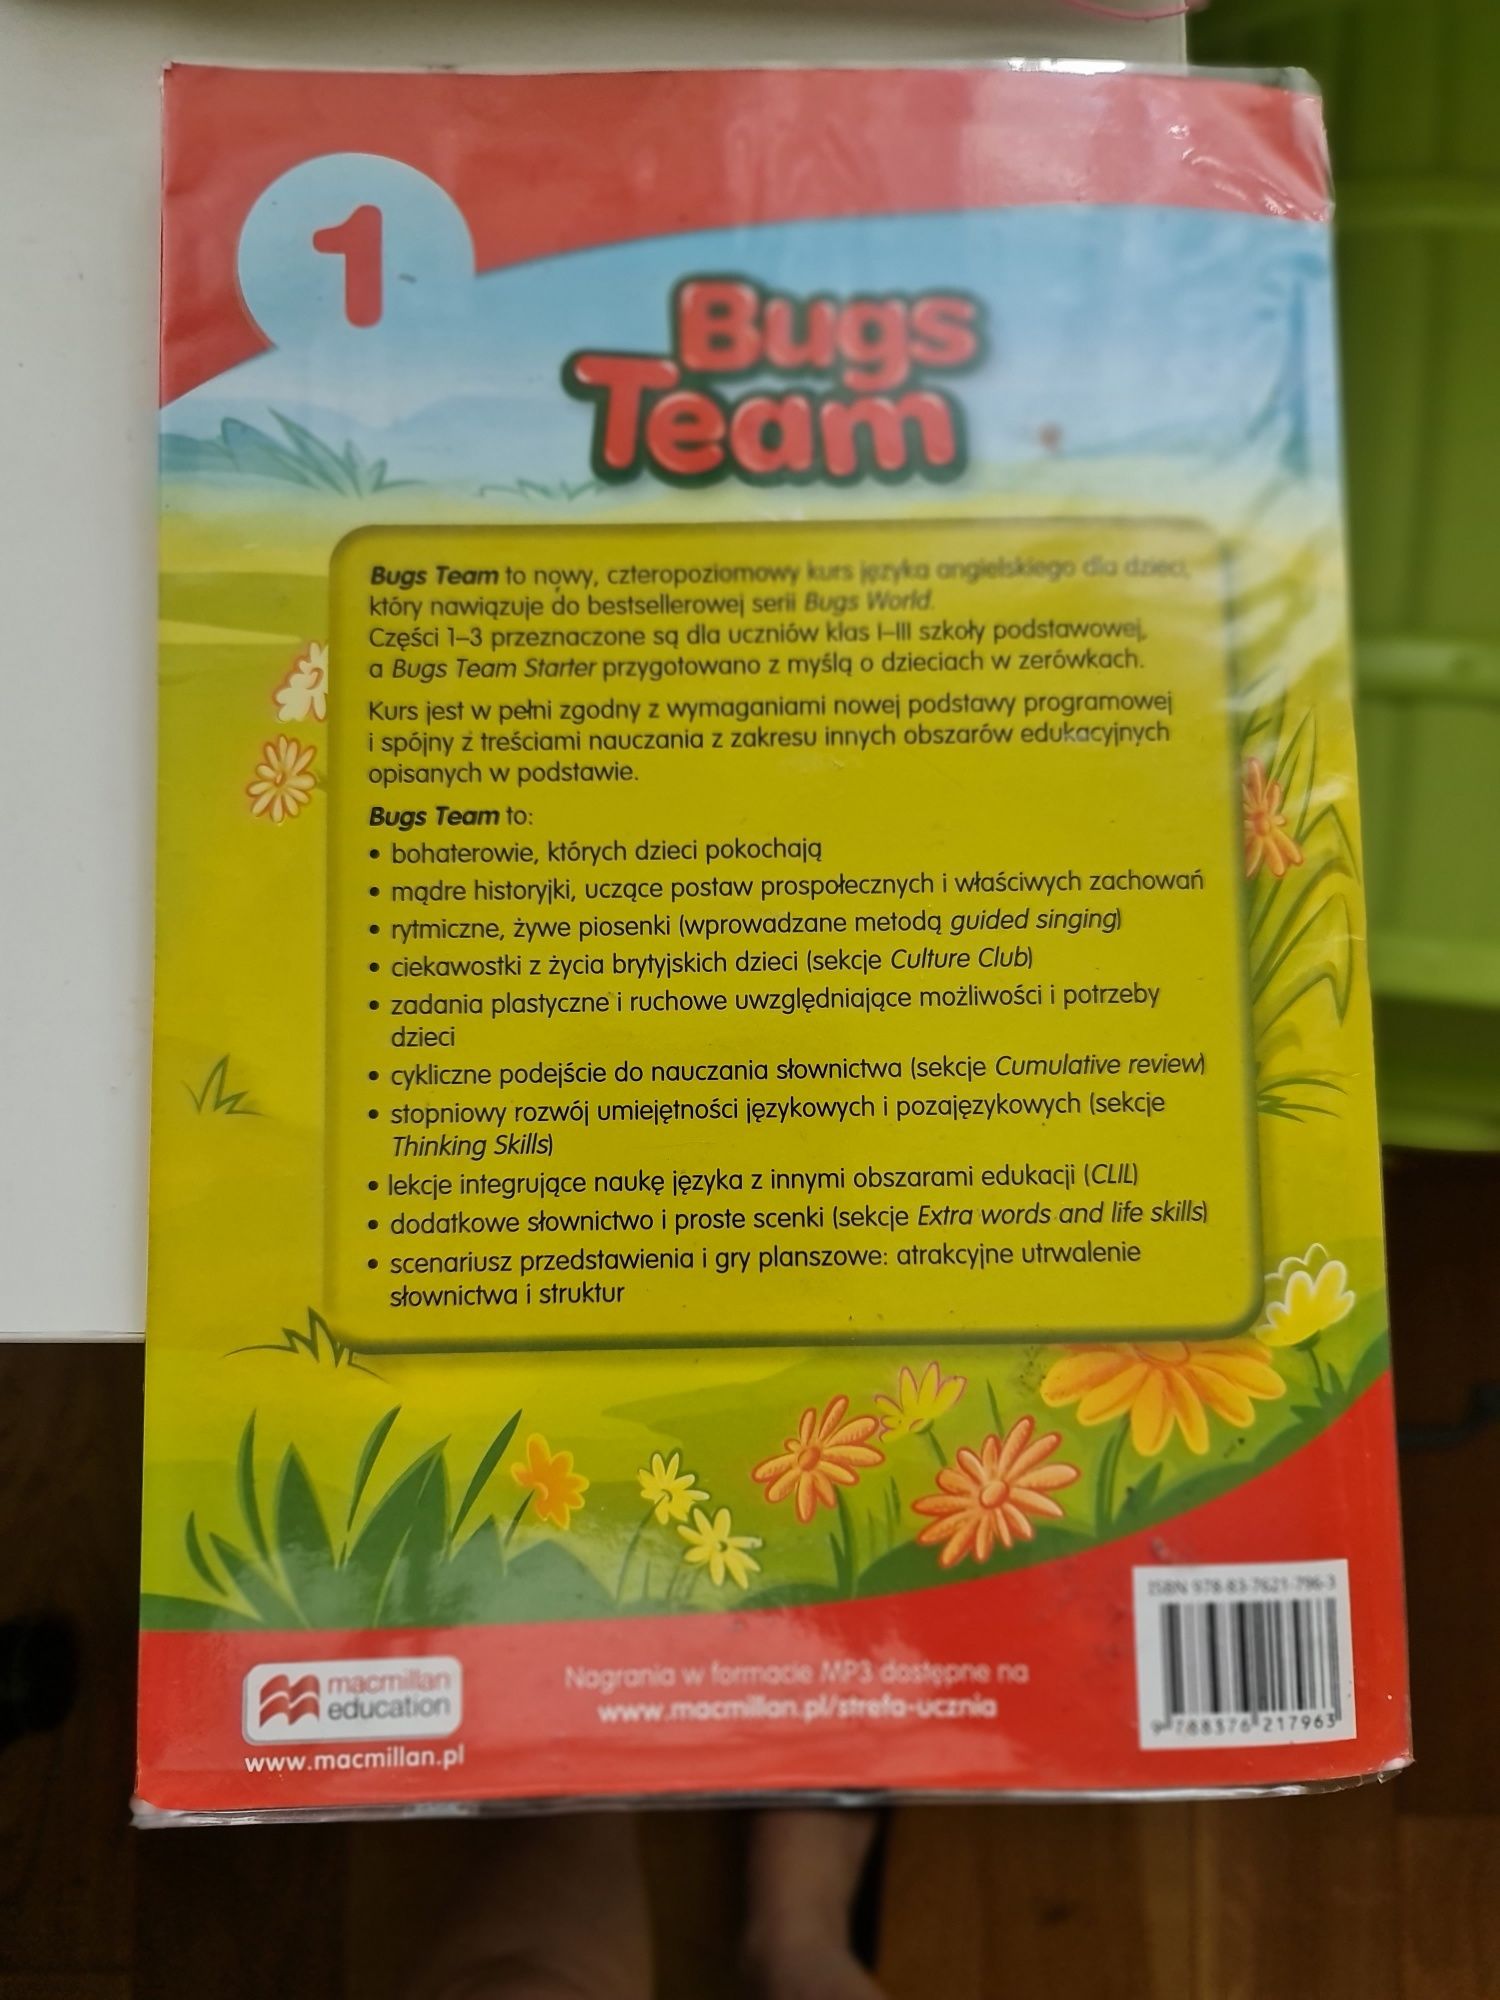 1
Bugs
Team
Bugs Team to nowy, czteropoziomowy kurs języka angielskiego dla dzieci,
który nawiązuje do bestsellerowej serii Bugs World.
Części 1–3 przeznaczone są dla uczniów klas I–III szkoły podstawowej,
a Bugs Team Starter przygotowano z myślą o dzieciach w zerówkach.
Kurs jest w pełni zgodny z wymaganiami nowej podstawy programowej
i spójny z treściami nauczania z zakresu innych obszarów edukacyjnych
opisanych w podstawie.
Bugs Team to:
• bohaterowie, których dzieci pokochają
• mądre historyjki, uczące postaw prospołecznych i właściwych zachowań
• rytmiczne, żywe piosenki (wprowadzane metodą guided singing)
• ciekawostki z życia brytyjskich dzieci (sekcje Culture Club)
• zadania plastyczne i ruchowe uwzględniające możliwości i potrzeby
dzieci
• cykliczne podejście do nauczania słownictwa (sekcje Cumulative review)
• stopniowy rozwój umiejętności językowych i pozajęzykowych (sekcje
Thinking Skills)
• lekcje integrujące naukę języka z innymi obszarami edukacji (CLIL)
• dodatkowe słownictwo i proste scenki (sekcje Extra words and life skills)
• scenariusz przedstawienia i gry planszowe: atrakcyjne utrwalenie
słownictwa i struktur
ISBN 978-83-7621-796-3
9 788376 217963
macmillan
education
www.macmillan.pl
Nagrania w formacie MP3 dostępne na
www.macmillan.pl/strefa-ucznia